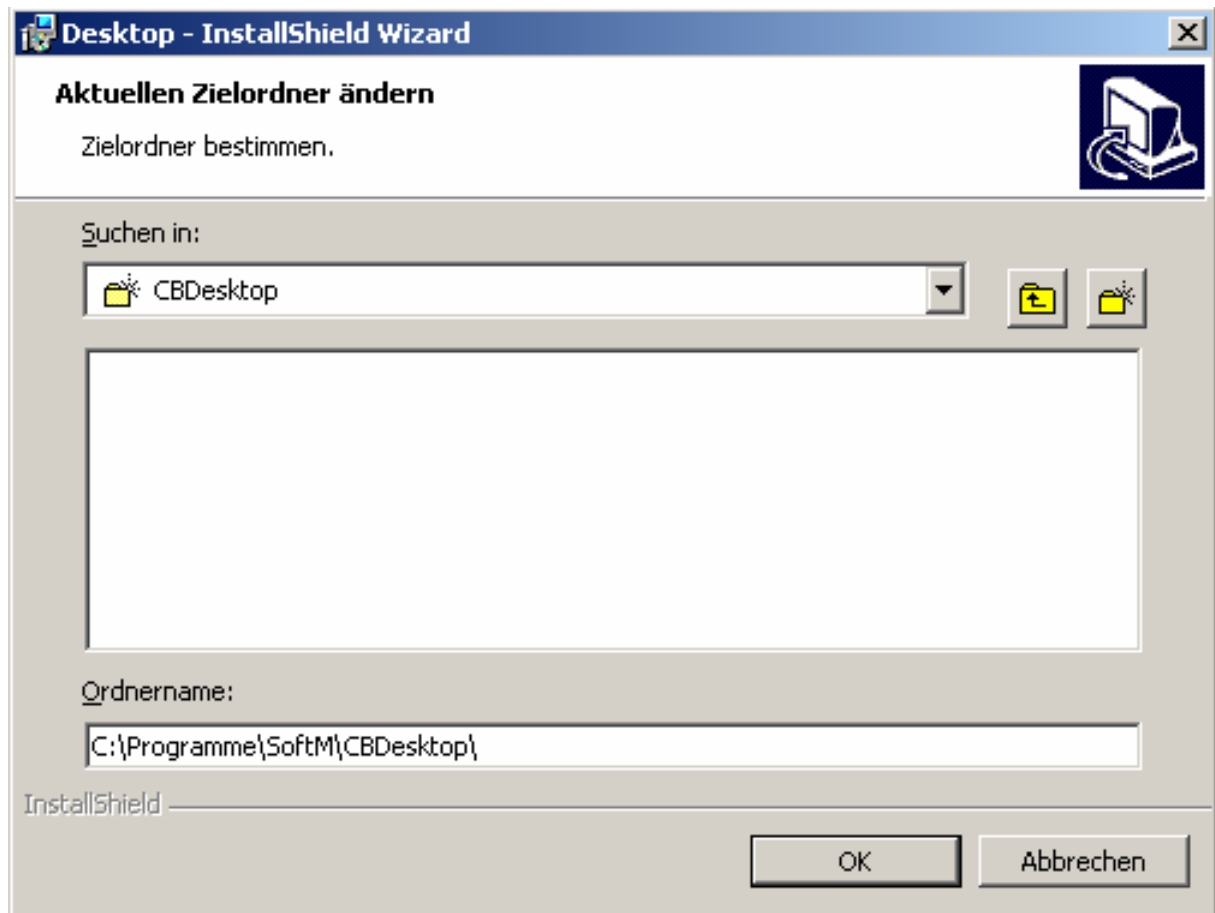 Desktop - InstallShield Wizard
Aktuellen Zielordner ändern
Zielordner bestimmen.
Suchen in:
CBDesktop
Ordnername:
C:\Programme\SoftM\CBDesktop\
InstallShield
OK Abbrechen